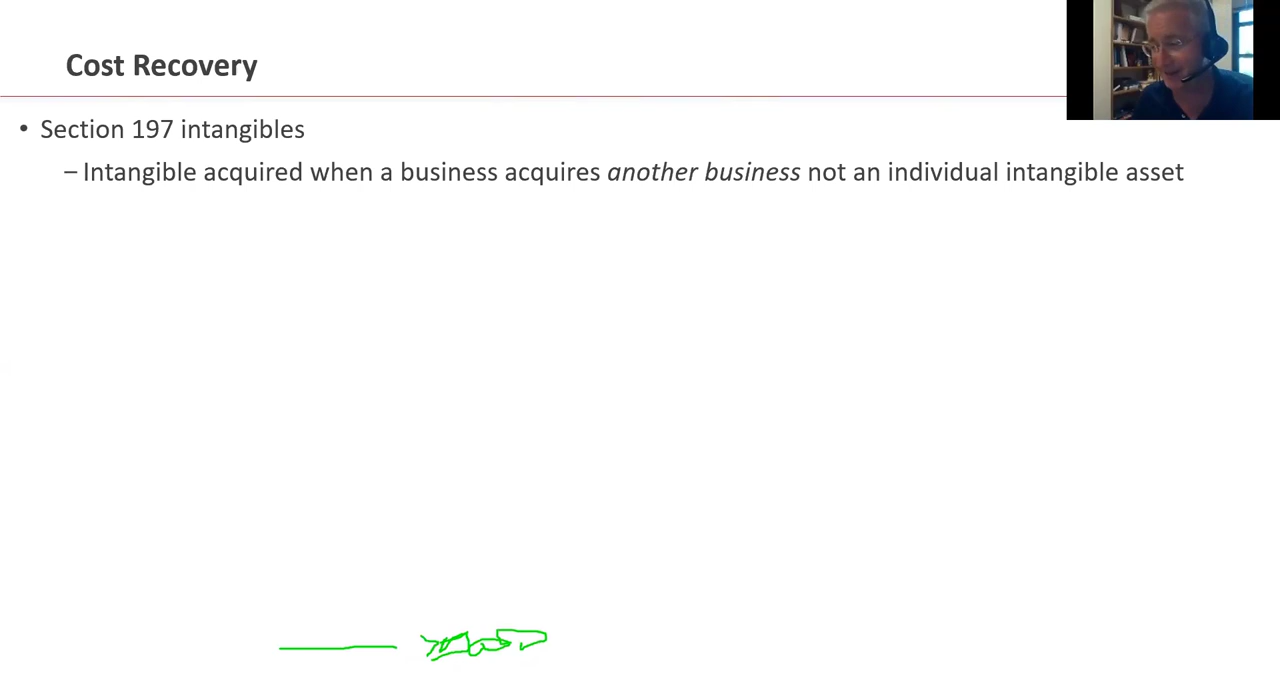 Cost Recovery
• Section 197 intangibles
– Intangible acquired when a business acquires another business not an individual intangible asset